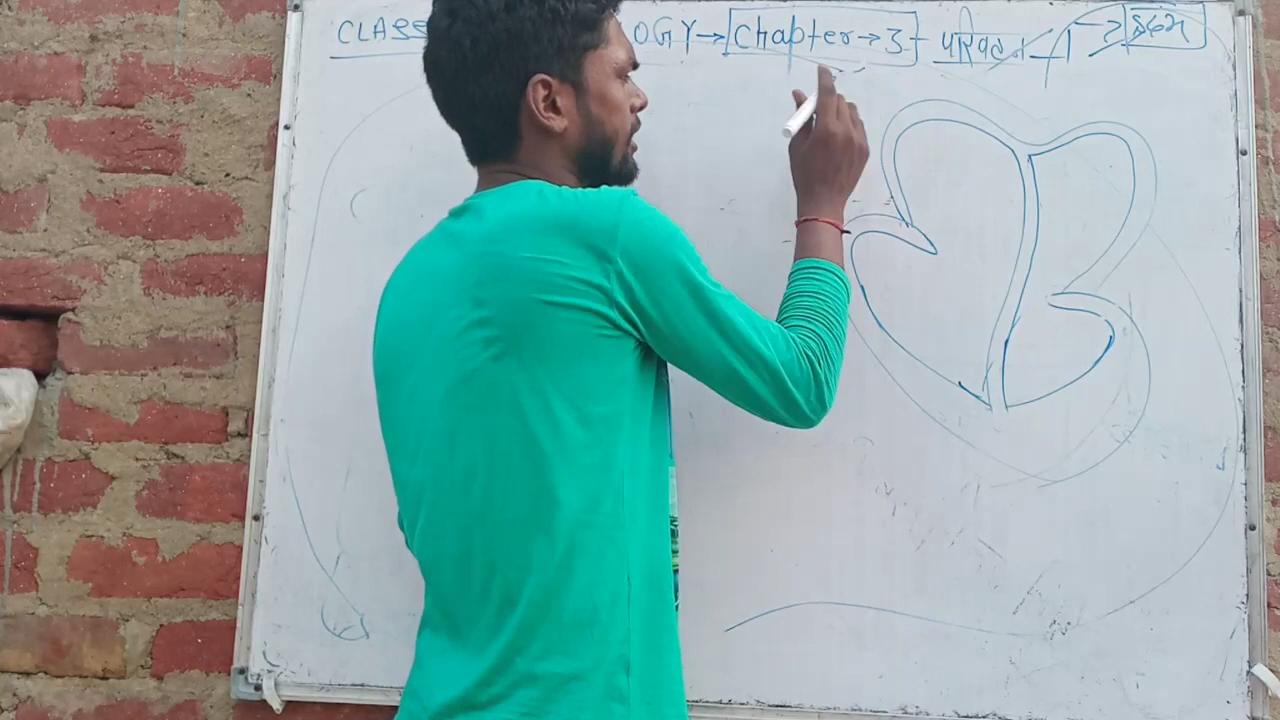 CLASS OGY → Chapter → 3 - परिवहन → हृदय